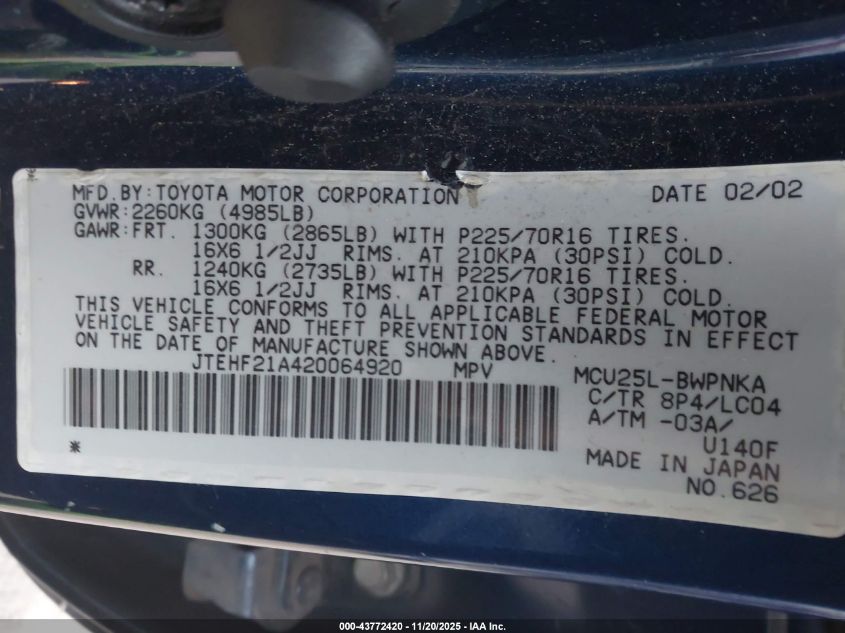 MFD.BY:TOYOTA MOTOR CORPORATION DATE 02/02
GVWR:2260KG (4985LB)
GAWR:FRT. 1300KG (2865LB) WITH P225/70R16 TIRES.
16X6 1/2JJ RIMS. AT 210KPA (30PSI) COLD.
RR. 1240KG (2735LB) WITH P225/70R16 TIRES.
16X6 1/2JJ RIMS. AT 210KPA (30PSI) COLD.
THIS VEHICLE CONFORMS TO ALL APPLICABLE FEDERAL MOTOR
VEHICLE SAFETY AND THEFT PREVENTION STANDARDS IN EFFECT
ON THE DATE OF MANUFACTURE SHOWN ABOVE.
JTEHF21A420064920 MPV MCU25L-BWPNKA
C/TR 8P4/LC04
A/TM -03A/
U140F
* MADE IN JAPAN
NO.626
000-43772420 - 11/20/2025 - IAA Inc.